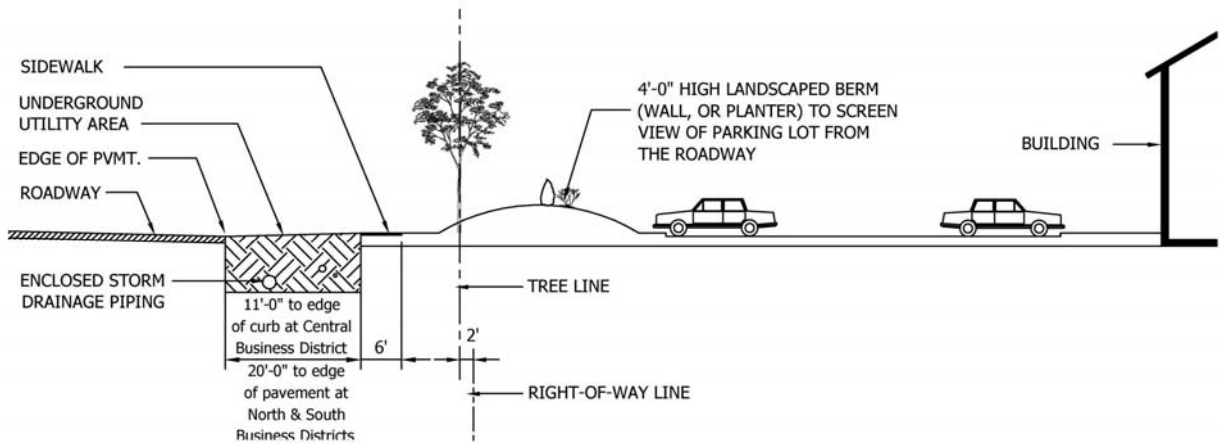 SIDEWALK
UNDERGROUND
UTILITY AREA
EDGE OF PVMT.
ROADWAY
ENCLOSED STORM
DRAINAGE PIPING
11'-0" to edge
of curb at Central
Business District
20'-0" to edge
of pavement at
North & South
Business Districts
6'
2'
TREE LINE
RIGHT-OF-WAY LINE
4'-0" HIGH LANDSCAPED BERM
(WALL, OR PLANTER) TO SCREEN
VIEW OF PARKING LOT FROM
THE ROADWAY
BUILDING